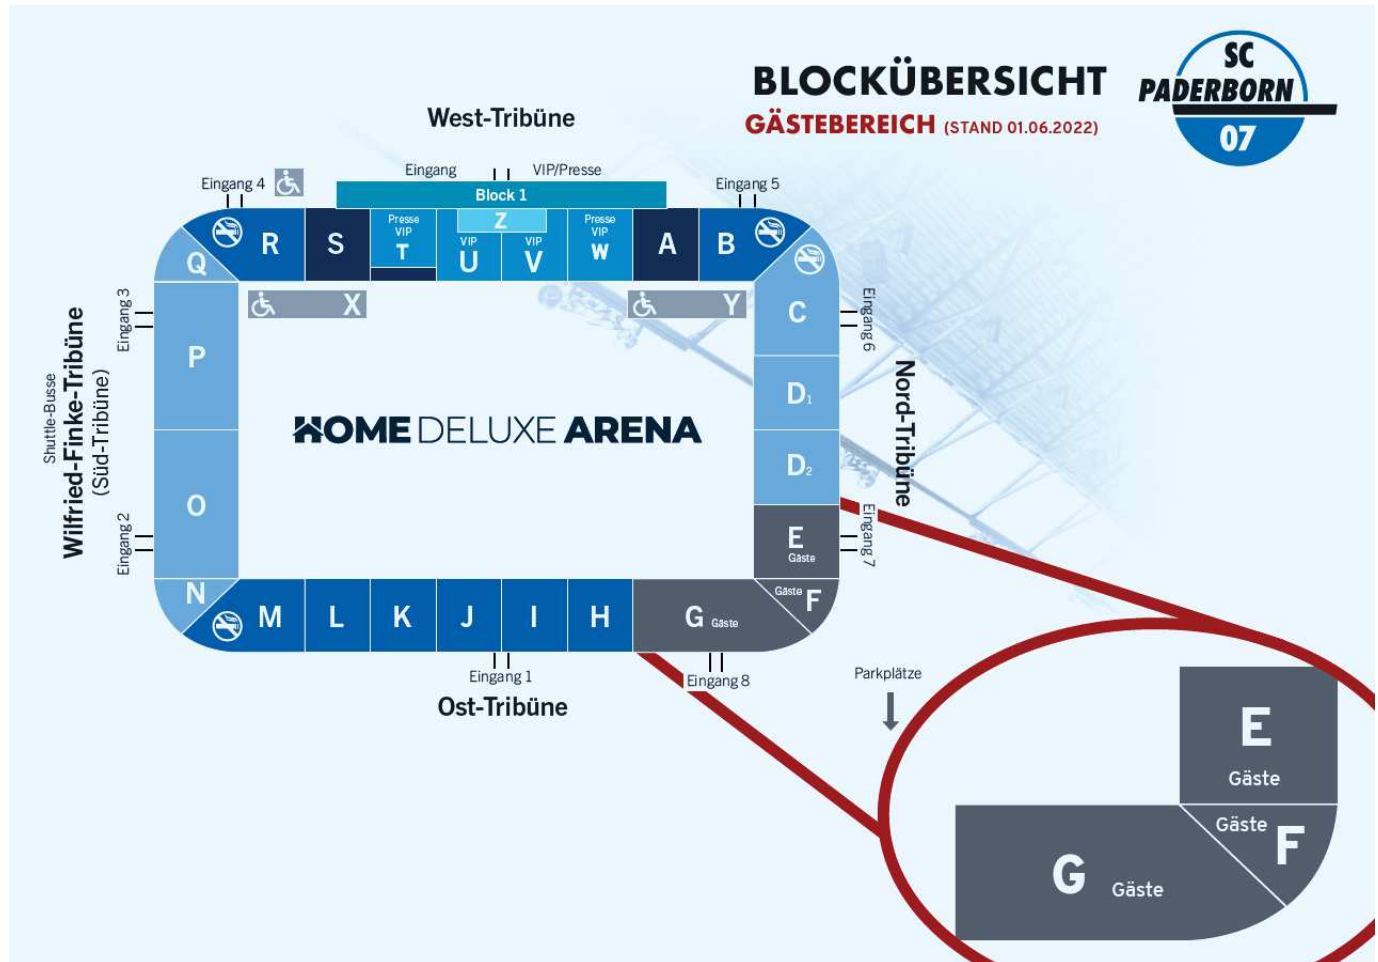 BLOCKÜBERSICHT
GÄSTEBEREICH (STAND 01.06.2022)
SC
PADERBORN
07
West-Tribüne
Eingang VIP/Presse
Eingang 4
Eingang 5
Block 1
Q
R
S
Presse
VIP
T
Z
VIP
U
VIP
V
Presse
VIP
W
A
B
X
Y
C
P
D1
D2
O
E
Gäste
N
M
L
K
J
I
H
G Gäste
Gäste F
HOME DELUXE ARENA
Eingang 3
Shuttle-Busse
Wilfried-Finke-Tribüne
(Süd-Tribüne)
Eingang 2
Eingang 6
Nord-Tribüne
Eingang 7
Eingang 1
Eingang 8
Ost-Tribüne
Parkplätze
E
Gäste
Gäste F
G Gäste